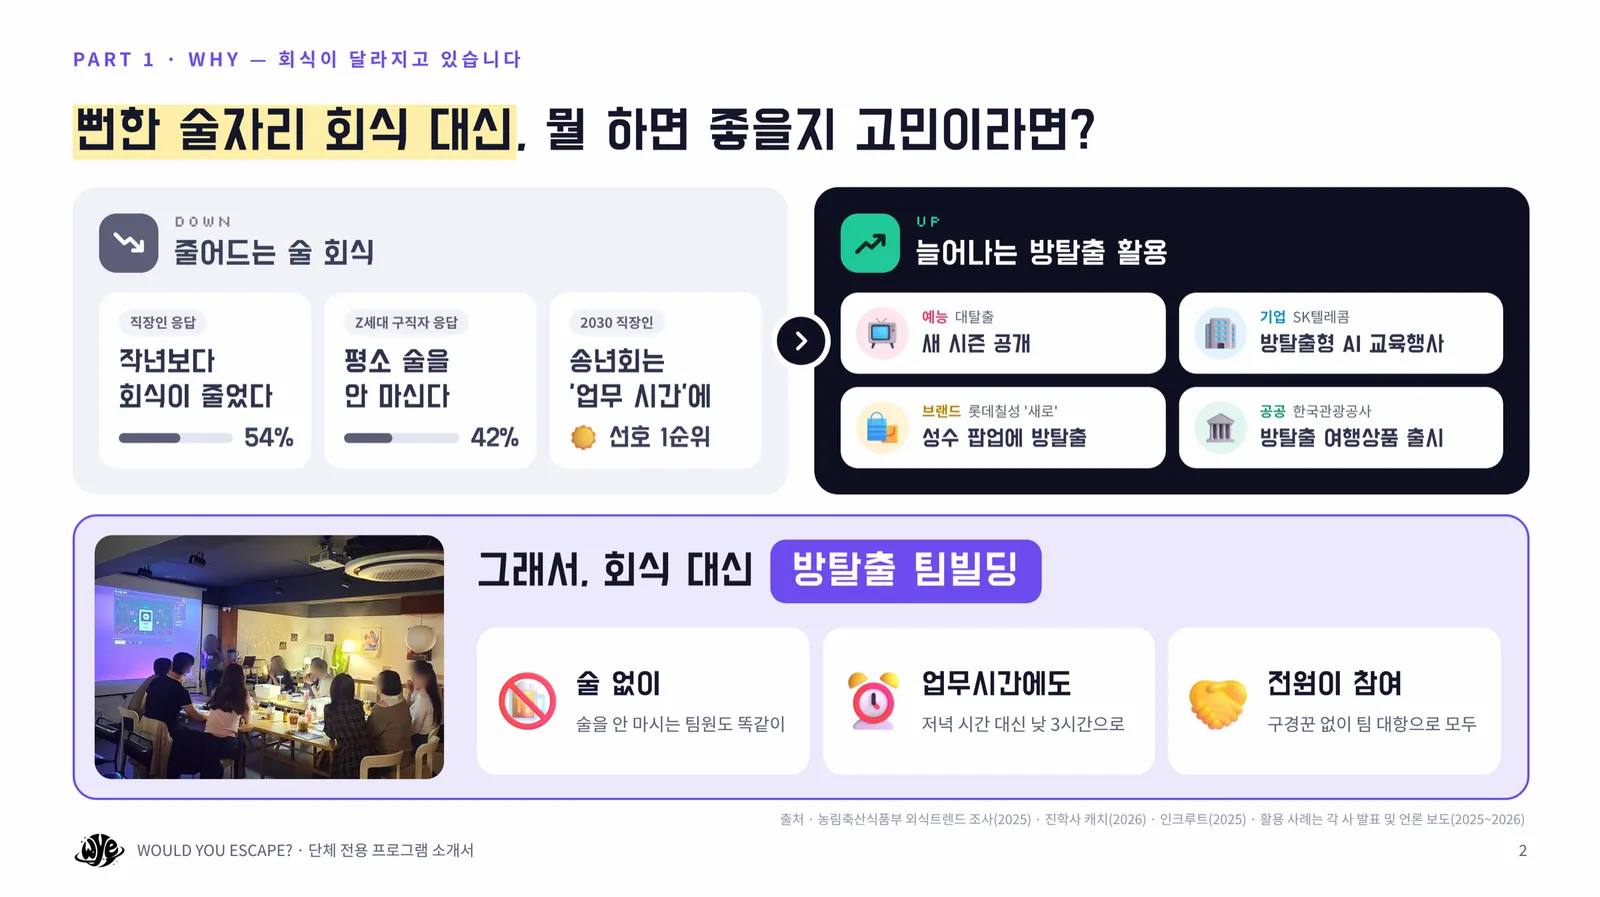 PART 1 · WHY — 회식이 달라지고 있습니다
뻔한 술자리 회식 대신, 뭘 하면 좋을지 고민이라면?
DOWN
줄어드는 술 회식
직장인 응답
작년보다
회식이 줄었다
54%
Z세대 구직자 응답
평소 술을
안 마신다
42%
2030 직장인
송년회는
'업무 시간'에
선호 1순위
UP
늘어나는 방탈출 활용
예능 대탈출
새 시즌 공개
기업 SK텔레콤
방탈출형 AI 교육행사
브랜드 롯데칠성 '새로'
성수 팝업에 방탈출
공공 한국관광공사
방탈출 여행상품 출시
그래서, 회식 대신 방탈출 팀빌딩
술 없이
술을 안 마시는 팀원도 똑같이
업무시간에도
저녁 시간 대신 낮 3시간으로
전원이 참여
구경꾼 없이 팀 대항으로 모두
출처 · 농림축산식품부 외식트렌드 조사(2025) · 진학사 캐치(2026) · 인크루트(2025) · 활용 사례는 각 사 발표 및 언론 보도(2025~2026)
wye
WOULD YOU ESCAPE? · 단체 전용 프로그램 소개서
2